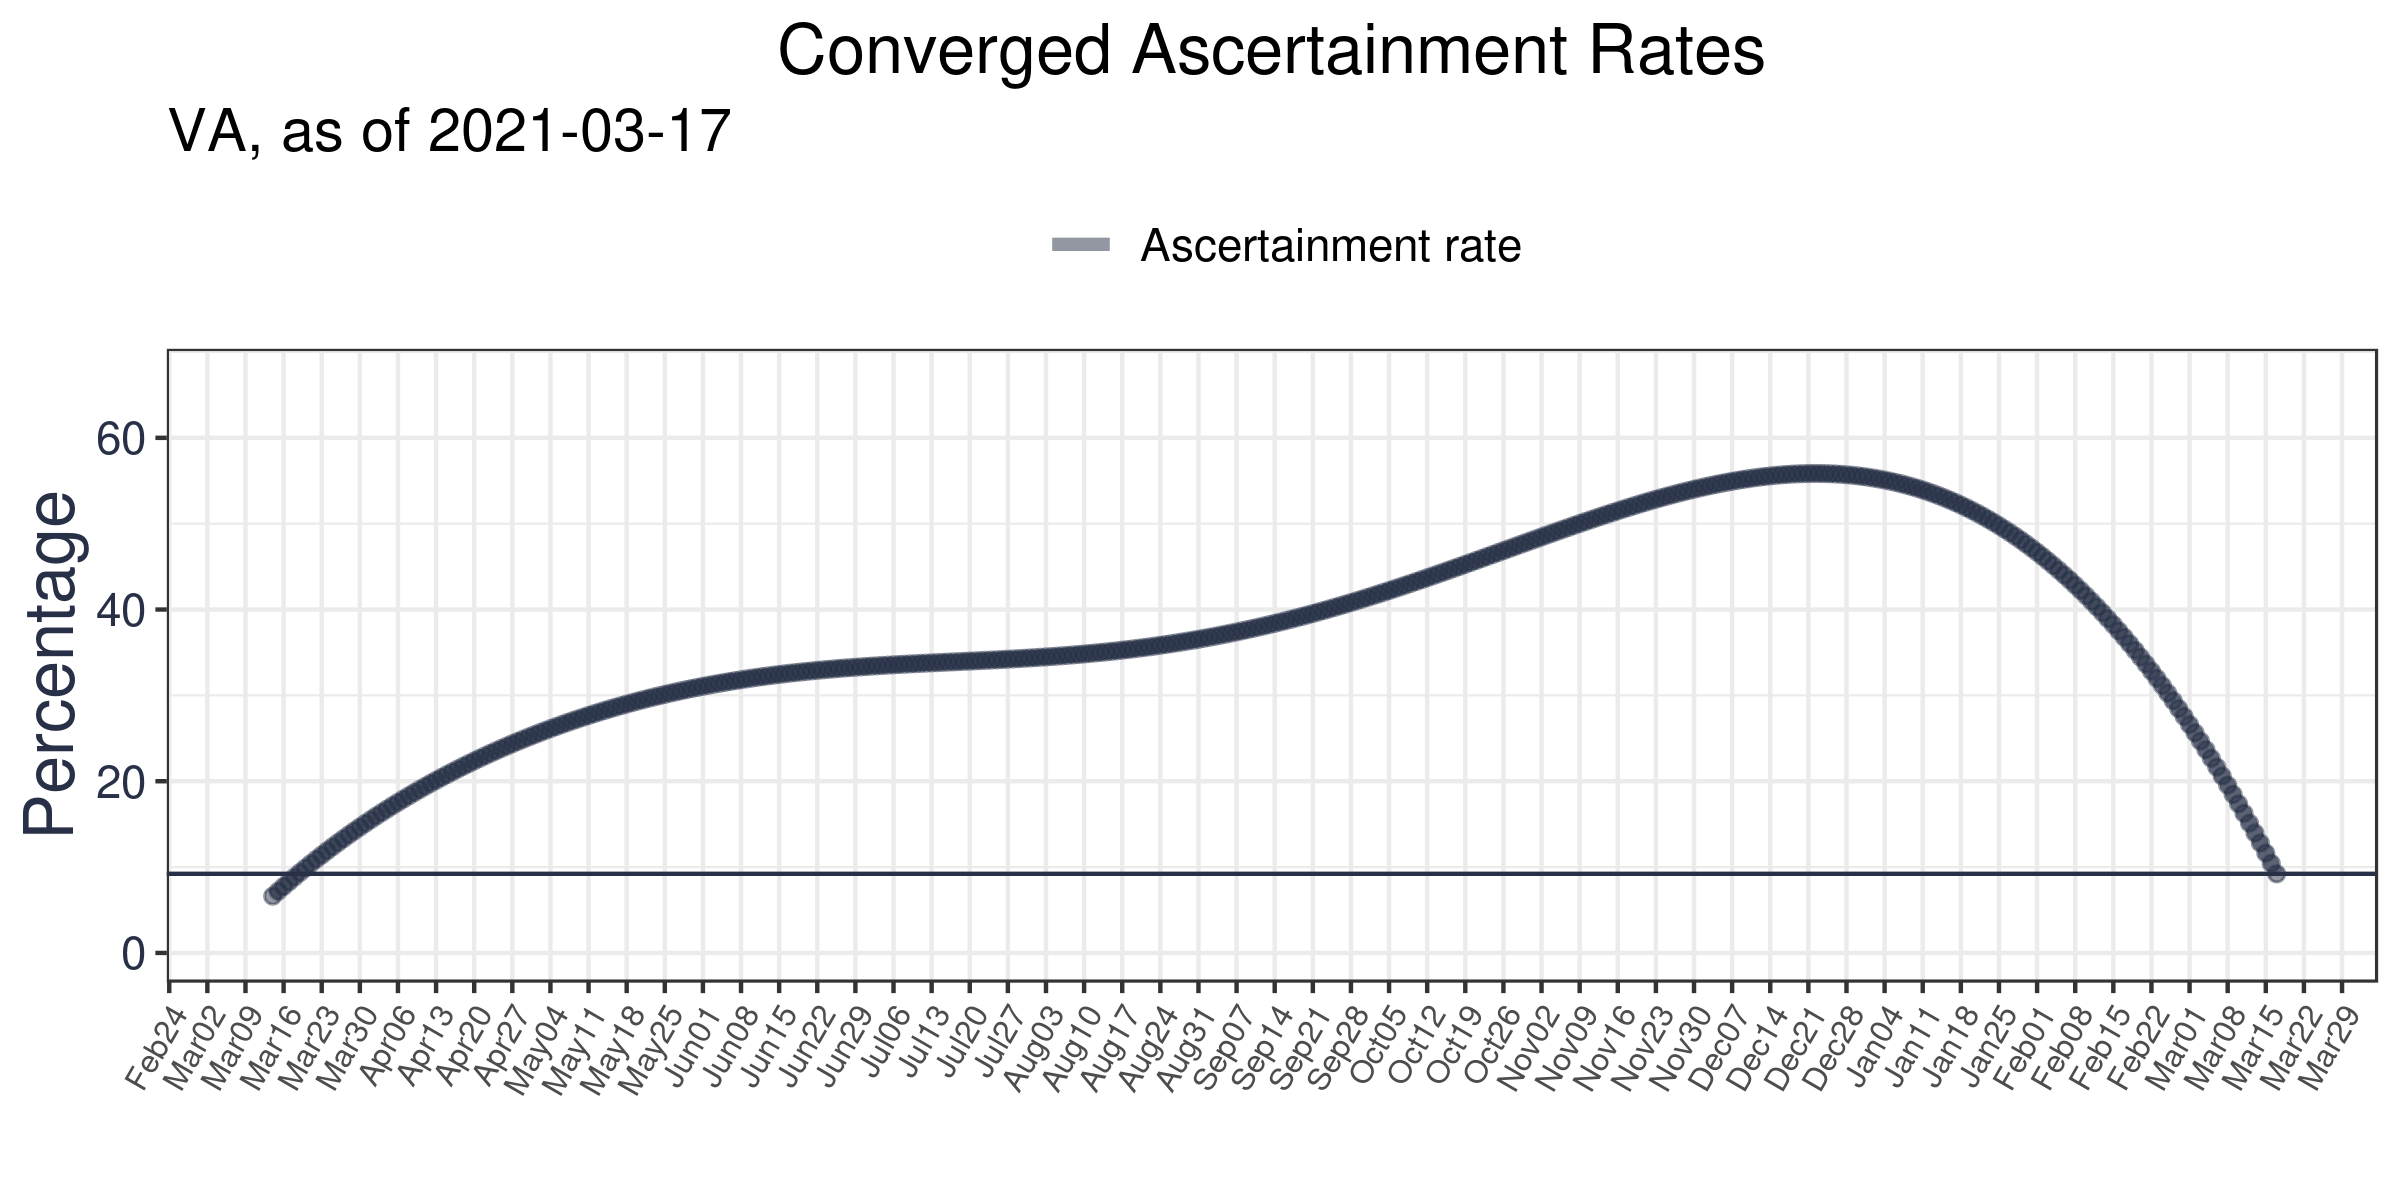 Converged Ascertainment Rates
VA, as of 2021-03-17
Ascertainment rate
Percentage
60
40
20
0
Feb24
Mar02
Mar09
Mar16
Mar23
Mar30
Apr06
Apr13
Apr20
Apr27
May04
May11
May18
May25
Jun01
Jun08
Jun15
Jun22
Jun29
Jul06
Jul13
Jul20
Jul27
Aug03
Aug10
Aug17
Aug24
Aug31
Sep07
Sep14
Sep21
Sep28
Oct05
Oct12
Oct19
Oct26
Nov02
Nov09
Nov16
Nov23
Nov30
Dec07
Dec14
Dec21
Dec28
Jan04
Jan11
Jan18
Jan25
Feb01
Feb08
Feb15
Feb22
Mar01
Mar08
Mar15
Mar22
Mar29